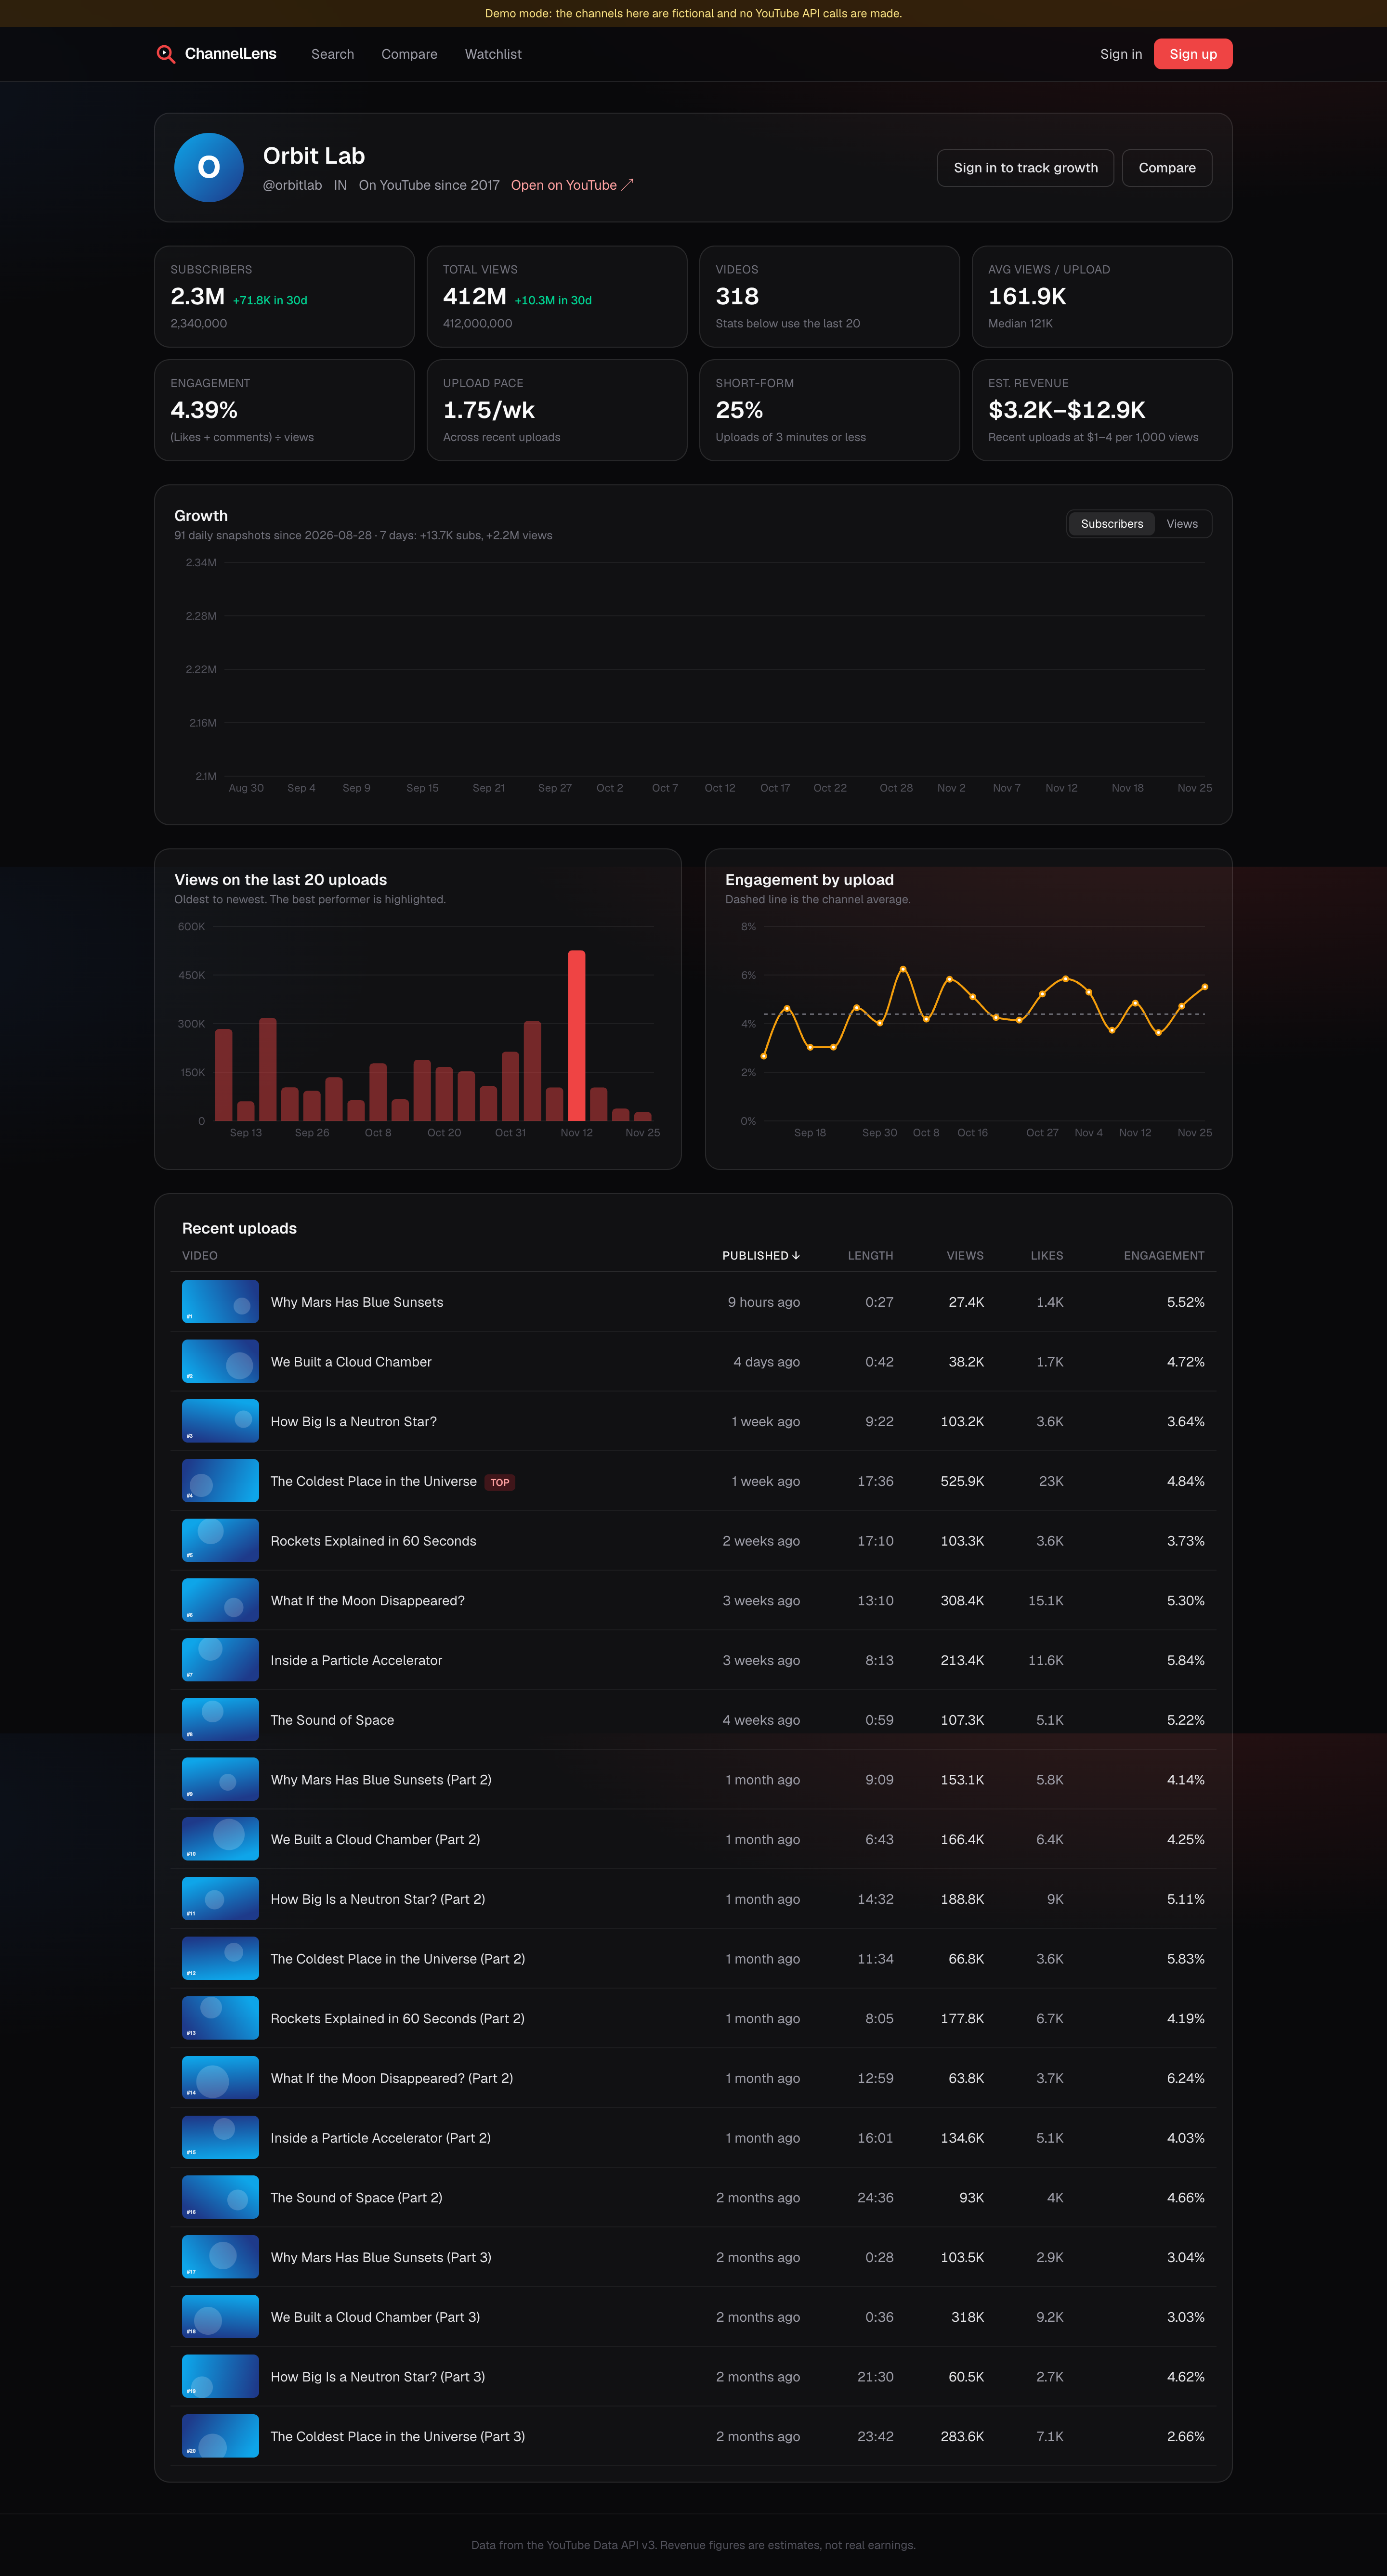 Demo mode: the channels here are fictional and no YouTube API calls are made.
ChannelLens Search Compare Watchlist Sign in Sign up
O
Orbit Lab
@orbitlab IN On YouTube since 2017 Open on YouTube ↗
Sign in to track growth Compare
SUBSCRIBERS
2.3M +71.8K in 30d
2,340,000
TOTAL VIEWS
412M +10.3M in 30d
412,000,000
VIDEOS
318
Stats below use the last 20
AVG VIEWS / UPLOAD
161.9K
Median 121K
ENGAGEMENT
4.39%
(Likes + comments) ÷ views
UPLOAD PACE
1.75/wk
Across recent uploads
SHORT-FORM
25%
Uploads of 3 minutes or less
EST. REVENUE
$3.2K–$12.9K
Recent uploads at $1–4 per 1,000 views
Growth
91 daily snapshots since 2026-08-28 · 7 days: +13.7K subs, +2.2M views
Subscribers Views
2.34M
2.28M
2.22M
2.16M
2.1M
Aug 30 Sep 4 Sep 9 Sep 15 Sep 21 Sep 27 Oct 2 Oct 7 Oct 12 Oct 17 Oct 22 Oct 28 Nov 2 Nov 7 Nov 12 Nov 18 Nov 25
Views on the last 20 uploads
Oldest to newest. The best performer is highlighted.
600K
450K
300K
150K
0
Sep 13 Sep 26 Oct 8 Oct 20 Oct 31 Nov 12 Nov 25
Engagement by upload
Dashed line is the channel average.
8%
6%
4%
2%
0%
Sep 18 Sep 30 Oct 8 Oct 16 Oct 27 Nov 4 Nov 12 Nov 25
Recent uploads
VIDEO PUBLISHED ↓ LENGTH VIEWS LIKES ENGAGEMENT
#1 Why Mars Has Blue Sunsets 9 hours ago 0:27 27.4K 1.4K 5.52%
#2 We Built a Cloud Chamber 4 days ago 0:42 38.2K 1.7K 4.72%
#3 How Big Is a Neutron Star? 1 week ago 9:22 103.2K 3.6K 3.64%
#4 The Coldest Place in the Universe TOP 1 week ago 17:36 525.9K 23K 4.84%
#5 Rockets Explained in 60 Seconds 2 weeks ago 17:10 103.3K 3.6K 3.73%
#6 What If the Moon Disappeared? 3 weeks ago 13:10 308.4K 15.1K 5.30%
#7 Inside a Particle Accelerator 3 weeks ago 8:13 213.4K 11.6K 5.84%
#8 The Sound of Space 4 weeks ago 0:59 107.3K 5.1K 5.22%
#9 Why Mars Has Blue Sunsets (Part 2) 1 month ago 9:09 153.1K 5.8K 4.14%
#10 We Built a Cloud Chamber (Part 2) 1 month ago 6:43 166.4K 6.4K 4.25%
#11 How Big Is a Neutron Star? (Part 2) 1 month ago 14:32 188.8K 9K 5.11%
#12 The Coldest Place in the Universe (Part 2) 1 month ago 11:34 66.8K 3.6K 5.83%
#13 Rockets Explained in 60 Seconds (Part 2) 1 month ago 8:05 177.8K 6.7K 4.19%
#14 What If the Moon Disappeared? (Part 2) 1 month ago 12:59 63.8K 3.7K 6.24%
#15 Inside a Particle Accelerator (Part 2) 1 month ago 16:01 134.6K 5.1K 4.03%
#16 The Sound of Space (Part 2) 2 months ago 24:36 93K 4K 4.66%
#17 Why Mars Has Blue Sunsets (Part 3) 2 months ago 0:28 103.5K 2.9K 3.04%
#18 We Built a Cloud Chamber (Part 3) 2 months ago 0:36 318K 9.2K 3.03%
#19 How Big Is a Neutron Star? (Part 3) 2 months ago 21:30 60.5K 2.7K 4.62%
#20 The Coldest Place in the Universe (Part 3) 2 months ago 23:42 283.6K 7.1K 2.66%
Data from the YouTube Data API v3. Revenue figures are estimates, not real earnings.